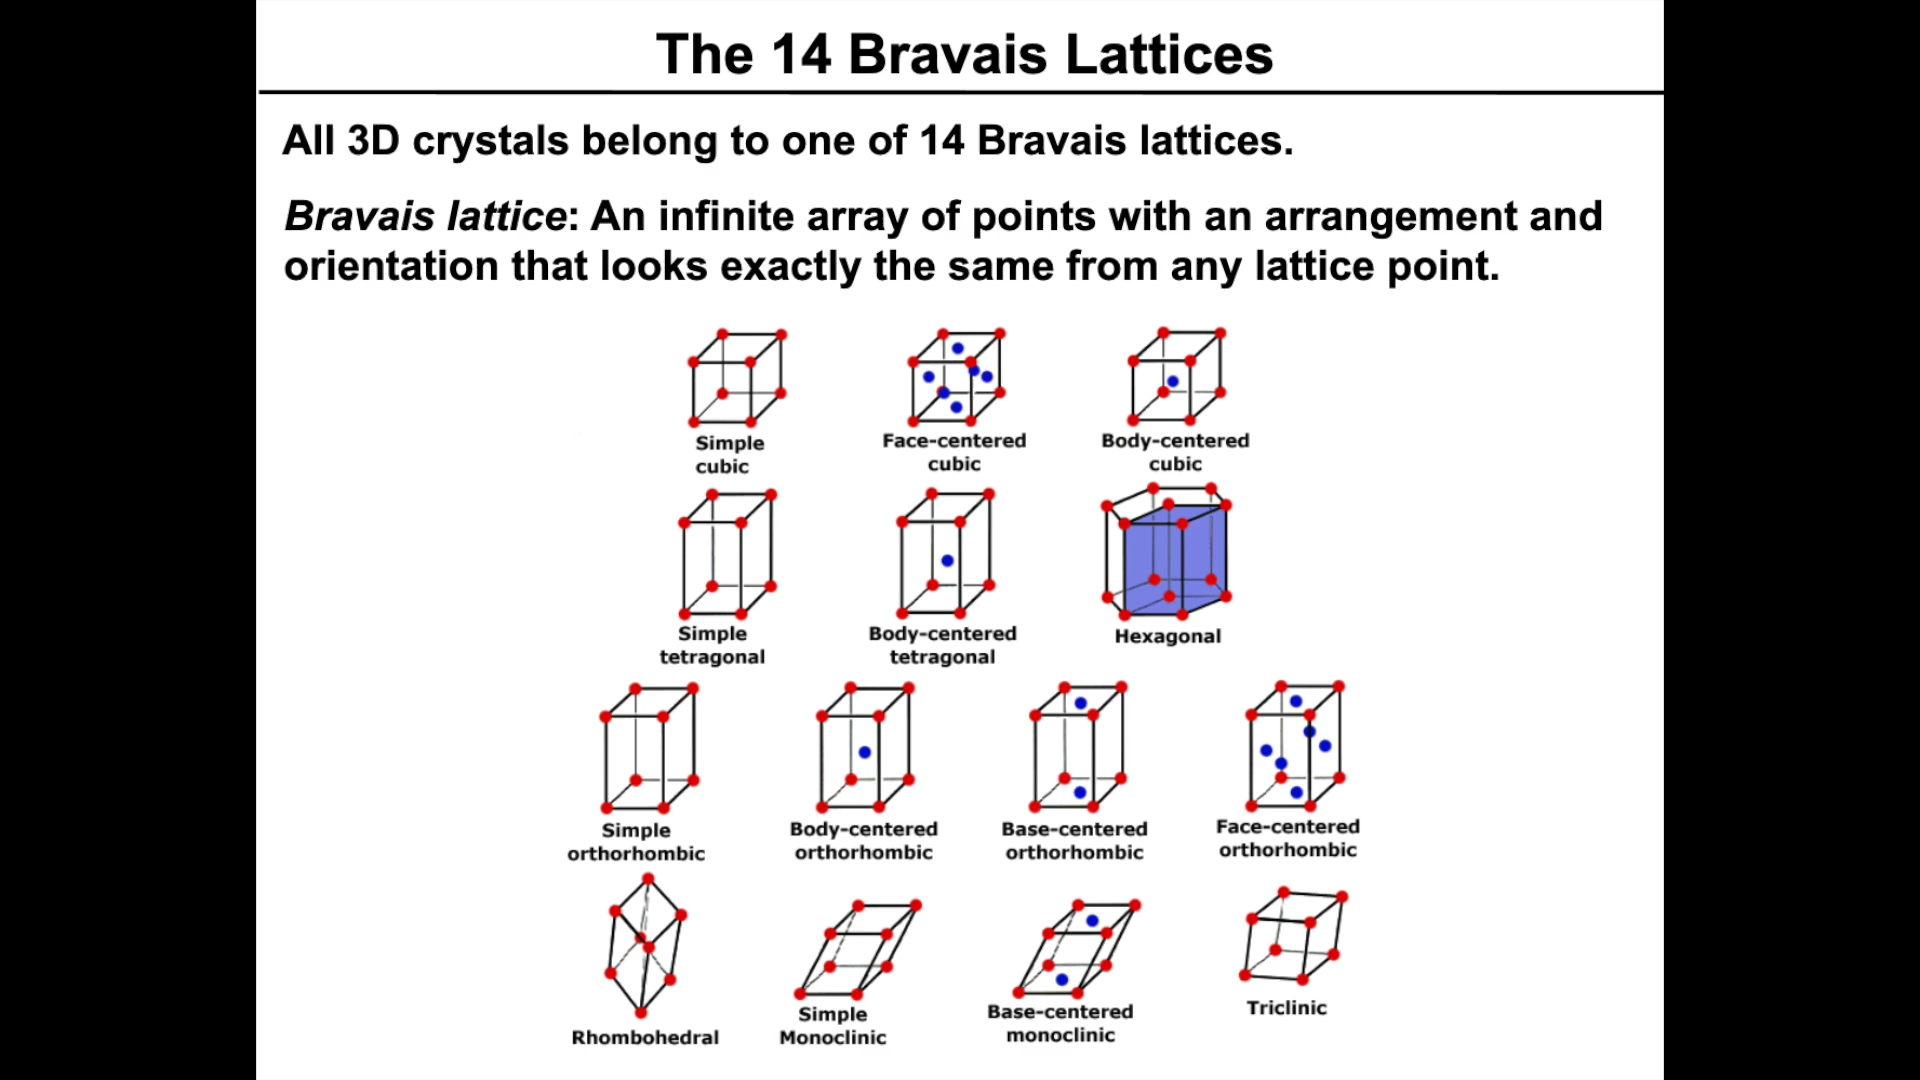 The 14 Bravais Lattices
All 3D crystals belong to one of 14 Bravais lattices.
Bravais lattice: An infinite array of points with an arrangement and
orientation that looks exactly the same from any lattice point.
Simple
cubic
Face-centered
cubic
Body-centered
cubic
Simple
tetragonal
Body-centered
tetragonal
Hexagonal
Simple
orthorhombic
Body-centered
orthorhombic
Base-centered
orthorhombic
Face-centered
orthorhombic
Rhombohedral
Simple
Monoclinic
Base-centered
monoclinic
Triclinic